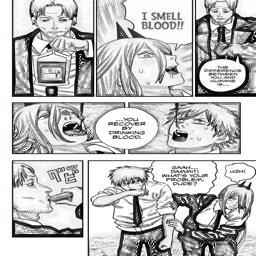 I SMELL
BLOOD!!
THE
DIFFERENCE
BETWEEN
YOU AND
HUMANS
IS...
...YOU
RECOVER
BY
DRINKING
BLOOD.
GAAH...
DAMMIT!
WHAT'S YOUR
PROBLEM,
DUDE?
UGH!